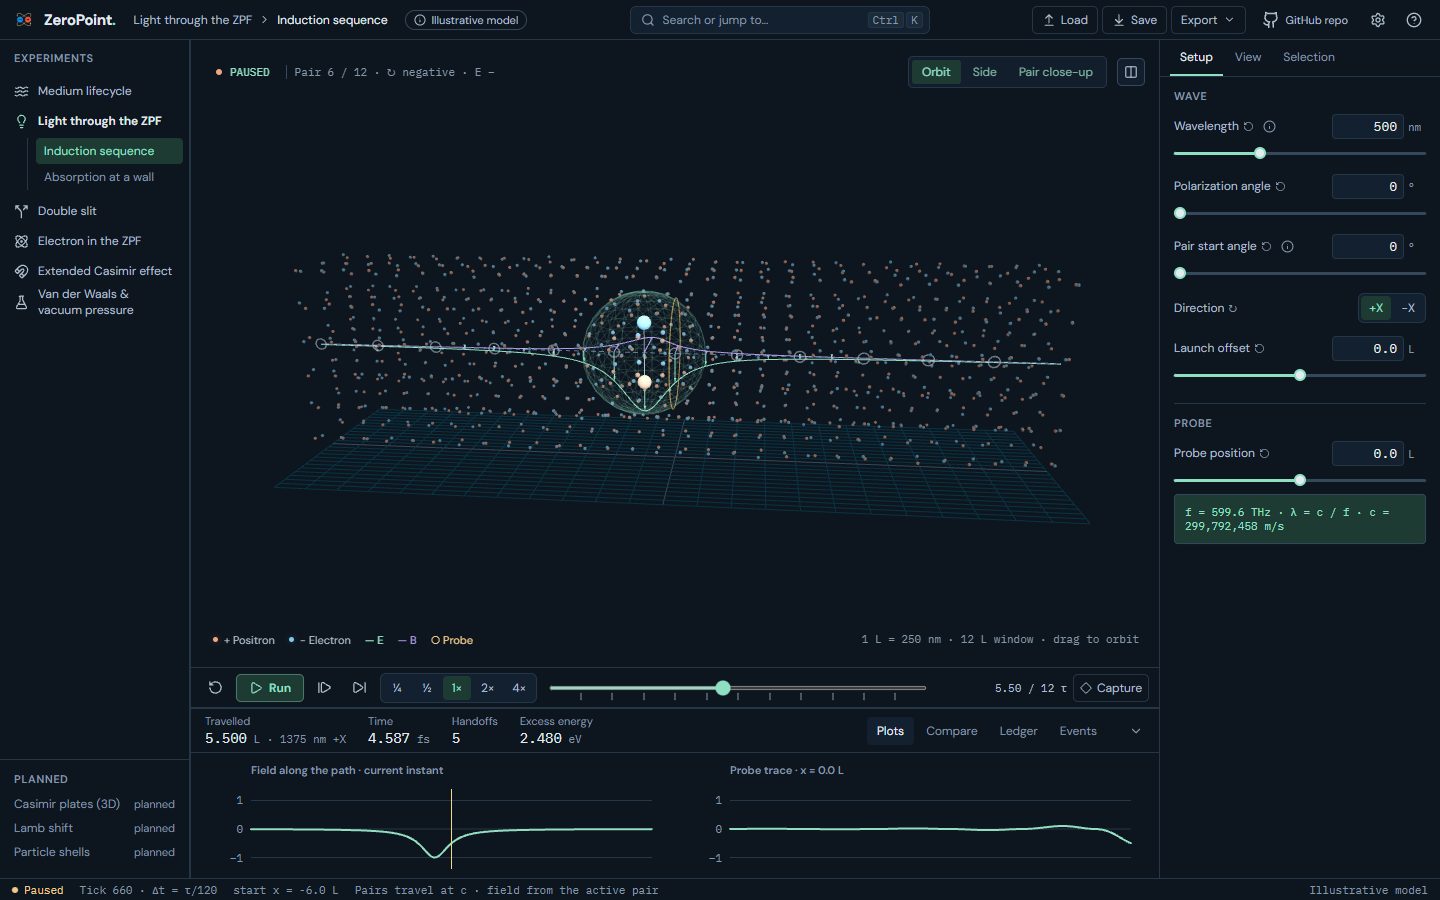 ZeroPoint.
Light through the ZPF > Induction sequence
Illustrative model
Search or jump to...
Ctrl K
Load
Save
Export
GitHub repo
EXPERIMENTS
Medium lifecycle
Light through the ZPF
Induction sequence
Absorption at a wall
Double slit
Electron in the ZPF
Extended Casimir effect
Van der Waals &
vacuum pressure
PLANNED
Casimir plates (3D) planned
Lamb shift planned
Particle shells planned
PAUSED
Pair 6 / 12 · ↻ negative · E −
Orbit
Side
Pair close-up
+ Positron
− Electron
— E
— B
Probe
1 L = 250 nm · 12 L window · drag to orbit
Run
¼ ½ 1× 2× 4×
5.50 / 12 τ
Capture
Travelled
5.500 L · 1375 nm +X
Time
4.587 fs
Handoffs
5
Excess energy
2.480 eV
Plots
Compare
Ledger
Events
Field along the path · current instant
1
0
−1
Probe trace · x = 0.0 L
1
0
−1
Setup
View
Selection
WAVE
Wavelength
500 nm
Polarization angle
0 °
Pair start angle
0 °
Direction
+X −X
Launch offset
0.0 L
PROBE
Probe position
0.0 L
f = 599.6 THz · λ = c / f · c =
299,792,458 m/s
Paused
Tick 660 · Δt = τ/120
start x = -6.0 L
Pairs travel at c · field from the active pair
Illustrative model